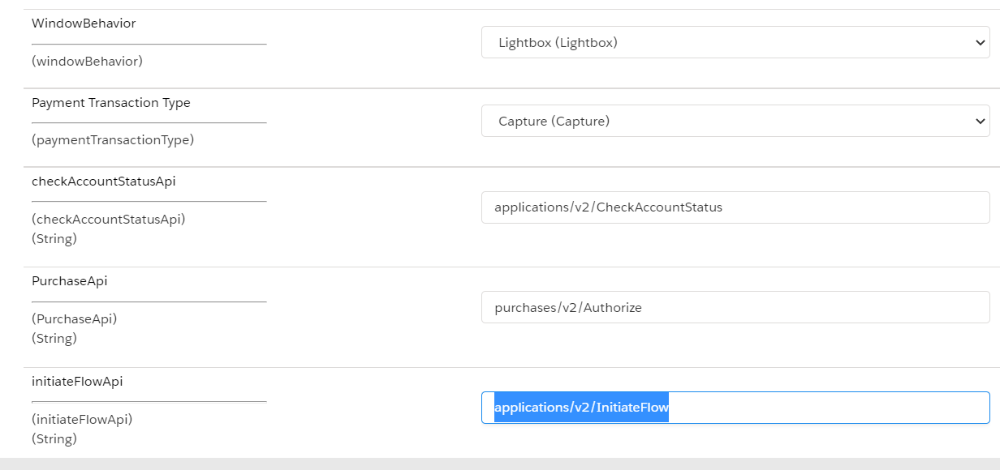 WindowBehavior
(windowBehavior)
Lightbox (Lightbox)
Payment Transaction Type
(paymentTransactionType)
Capture (Capture)
checkAccountStatusApi
(checkAccountStatusApi)
(String)
applications/v2/CheckAccountStatus
PurchaseApi
(PurchaseApi)
(String)
purchases/v2/Authorize
initiateFlowApi
(initiateFlowApi)
(String)
applications/v2/InitiateFlow